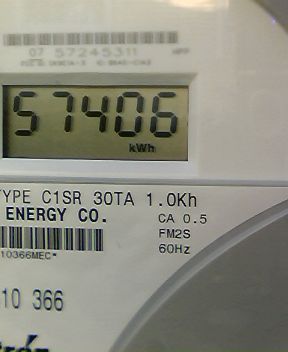 07 57245311
57406
kWh
TYPE C1SR 30TA 1.0Kh
ENERGY CO.
CA 0.5
FM2S
60Hz
10366MEC*
10 366